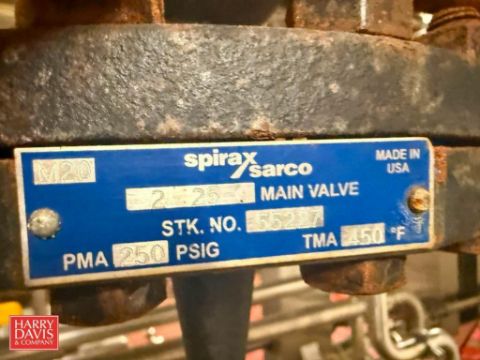 M20
spirax
sarco
MADE IN
USA
2 - 25 - MAIN VALVE
STK. NO. 55227
PMA 250 PSIG
TMA 450 °F
HARRY
DAVIS
& COMPANY